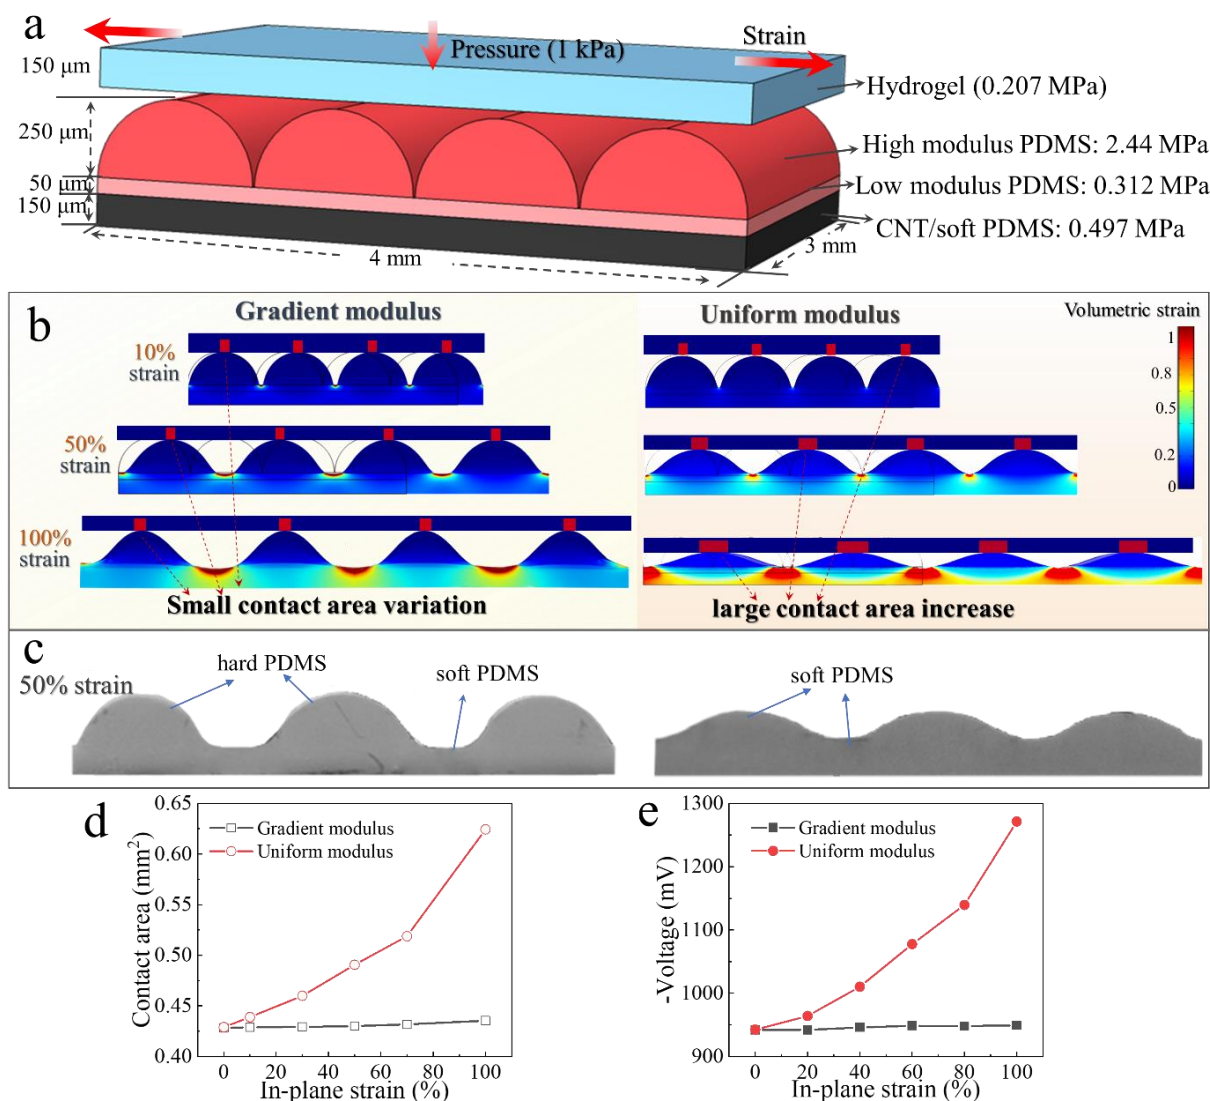 a
Pressure (1 kPa)
Strain
150 μm
250 μm
50 μm
150 μm
4 mm
3 mm
Hydrogel (0.207 MPa)
High modulus PDMS: 2.44 MPa
Low modulus PDMS: 0.312 MPa
CNT/soft PDMS: 0.497 MPa
b
Gradient modulus
Uniform modulus
Volumetric strain
1
0.8
0.5
0.2
0
10%
strain
50%
strain
100%
strain
Small contact area variation
large contact area increase
c
50% strain
hard PDMS
soft PDMS
soft PDMS
d
Contact area (mm²)
0.65
0.60
0.55
0.50
0.45
0.40
Gradient modulus
Uniform modulus
0 20 40 60 80 100
In-plane strain (%)
e
-Voltage (mV)
1300
1200
1100
1000
900
Gradient modulus
Uniform modulus
0 20 40 60 80 100
In-plane strain (%)